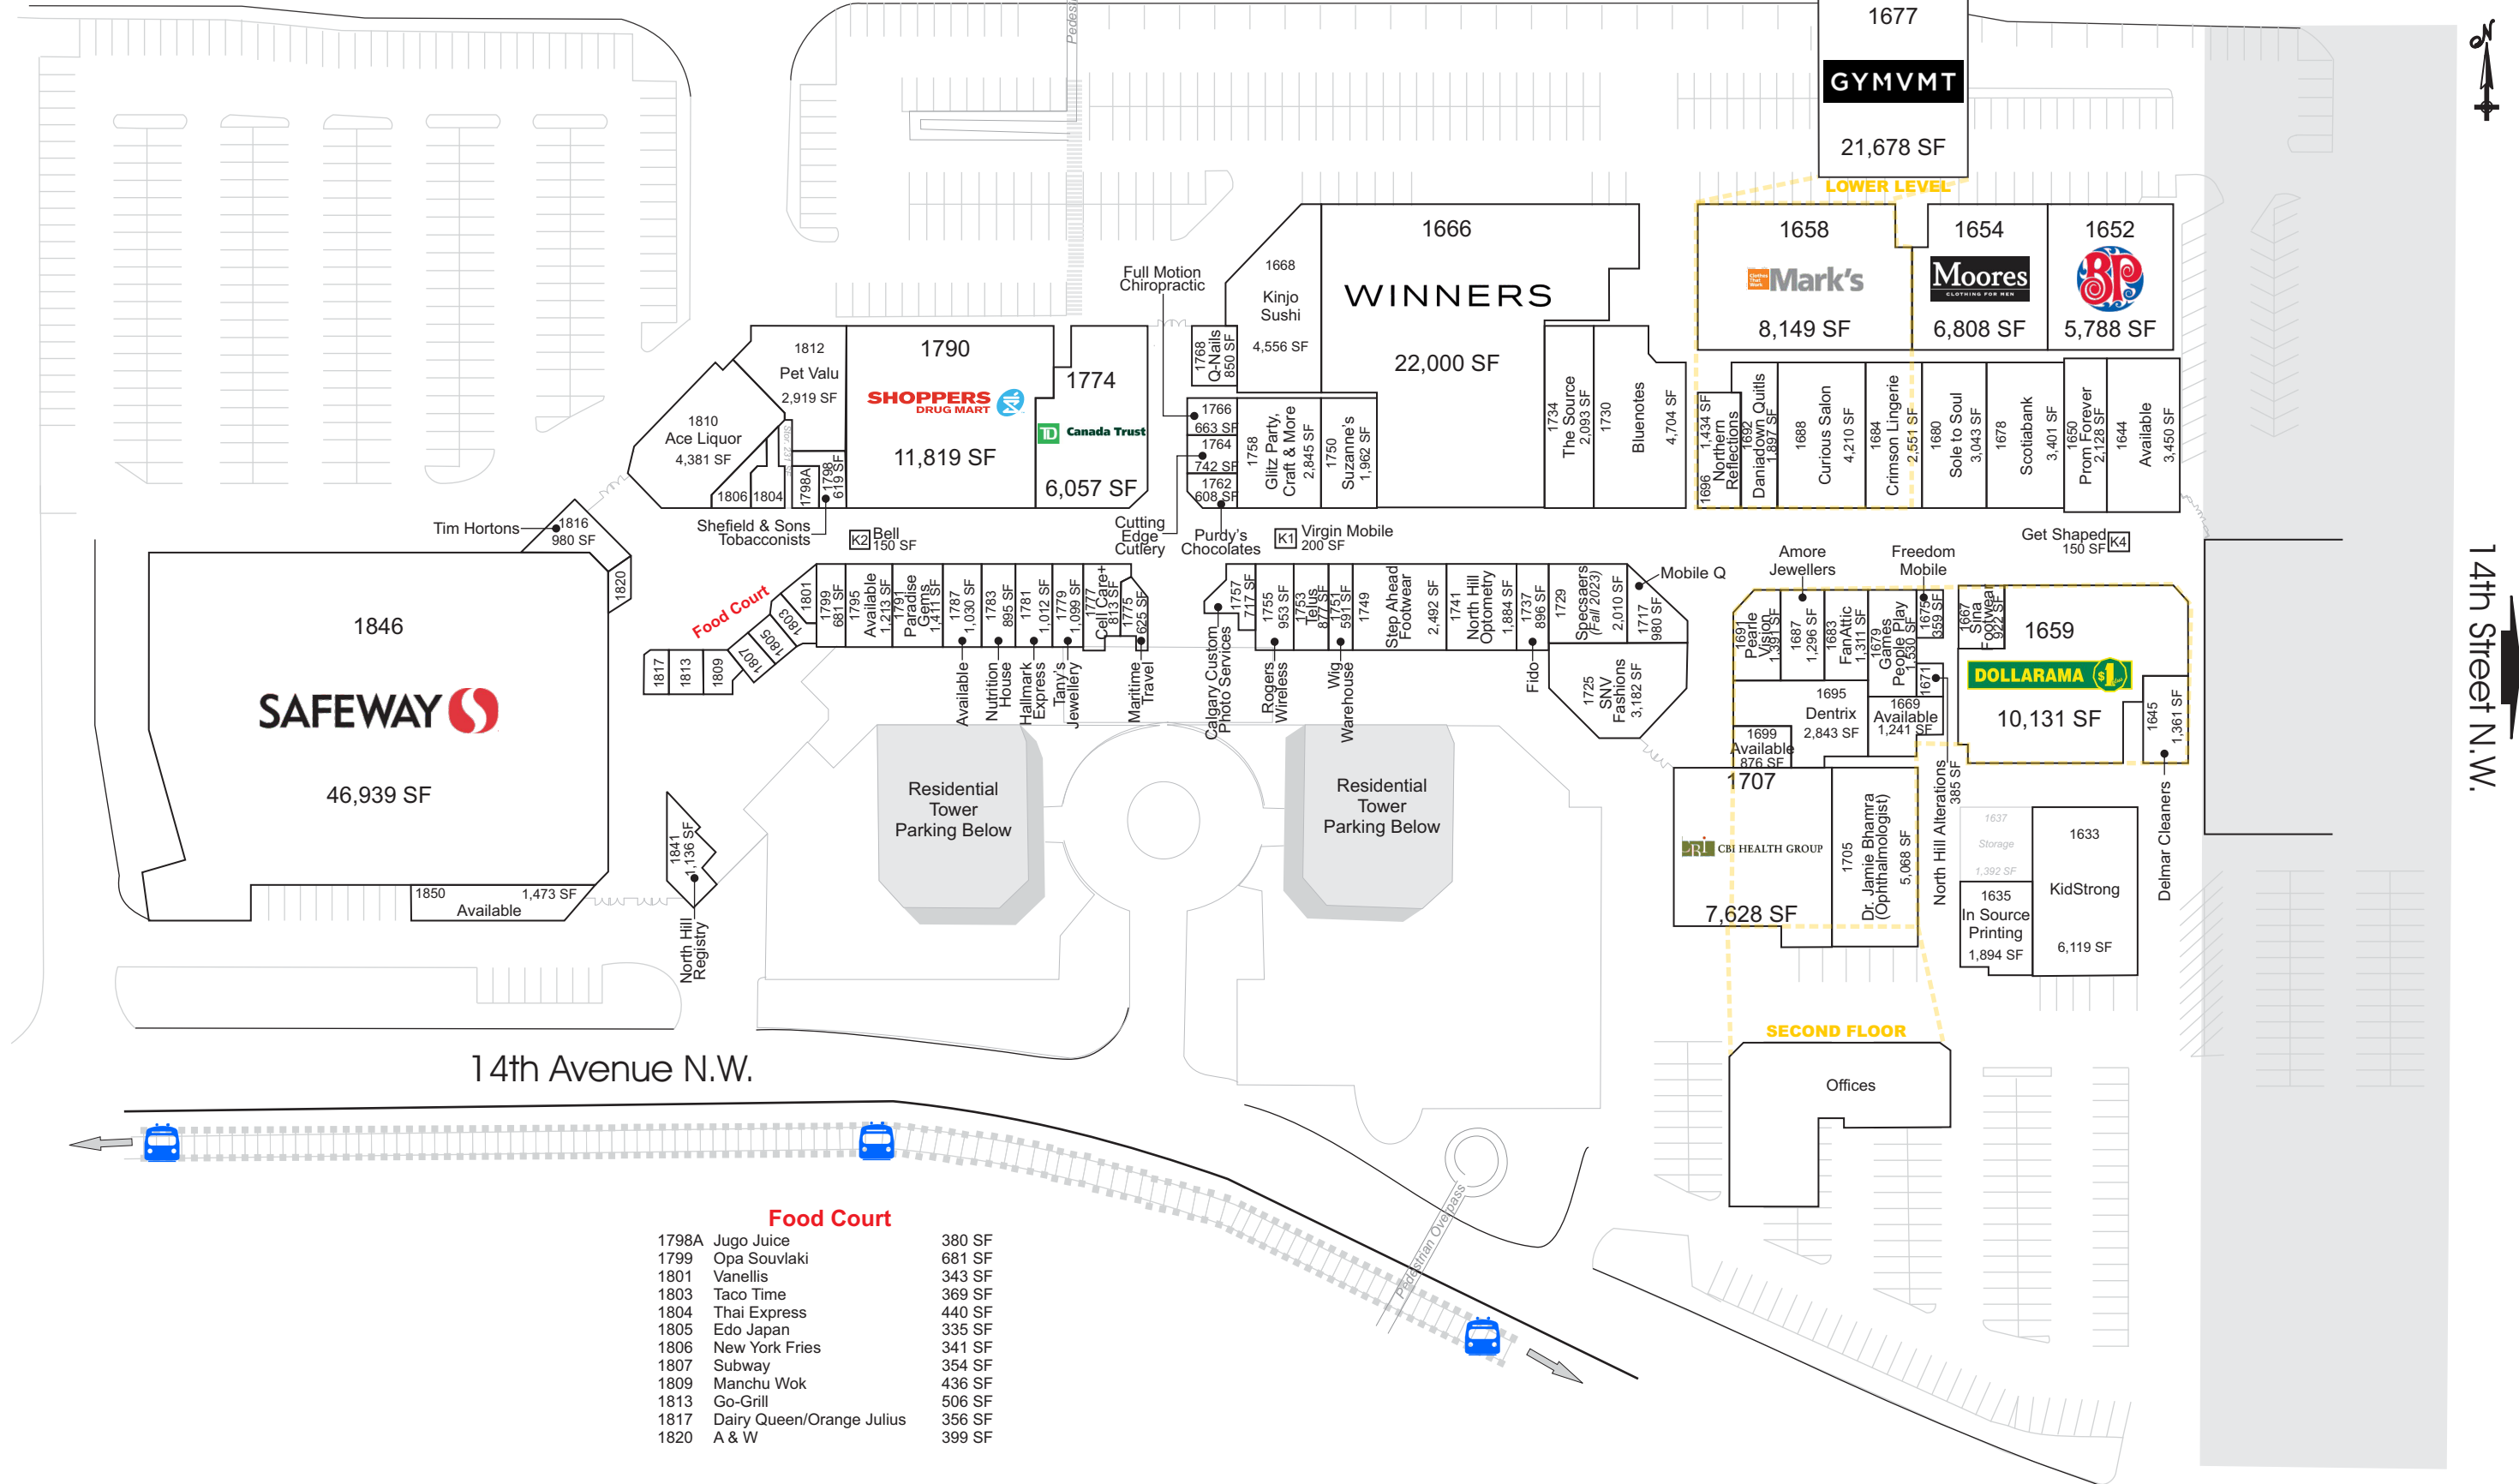 1677
GYMVMT
21,678 SF
LOWER LEVEL
N
Pedest
1666
WINNERS
22,000 SF
1668
Kinjo
Sushi
4,556 SF
Full Motion
Chiropractic
1768
Q-Nails
850 SF
1658
Clothes That Work
Mark's
8,149 SF
1654
Moores
CLOTHING FOR MEN
6,808 SF
1652
BP
5,788 SF
1812
Pet Valu
2,919 SF
1790
SHOPPERS
DRUG MART
11,819 SF
1774
TD Canada Trust
6,057 SF
1810
Ace Liquor
4,381 SF
1806
1804
1798A
1798
619 SF
Shefield & Sons
Tobacconists
1766
663 SF
1764
742 SF
1762
608 SF
Cutting
Edge
Cutlery
Purdy's
Chocolates
1758
Glitz Party,
Craft & More
2,845 SF
1750
Suzanne's
1,962 SF
1734
The Source
2,093 SF
1730
Bluenotes
4,704 SF
1696
1,434 SF
Northern
Reflections
1692
Daniadown Quitls
1,897 SF
1688
Curious Salon
4,210 SF
1684
Crimson Lingerie
2,551 SF
1680
Sole to Soul
3,043 SF
1678
Scotiabank
3,401 SF
1650
Prom Forever
2,128 SF
1644
Available
3,450 SF
Tim Hortons
1816
980 SF
1820
K2 Bell
150 SF
K1 Virgin Mobile
200 SF
Get Shaped K4
150 SF
1846
SAFEWAY
46,939 SF
1850
1,473 SF
Available
Food Court
1817
1813
1809
1807
1805
1803
1801
1799
681 SF
1795
Available
1,213 SF
1791
Paradise
Gems
1,411 SF
1787
1,030 SF
Available
1783
895 SF
Nutrition
House
1781
1,012 SF
Hallmark
Express
1779
1,099 SF
Tany's
Jewellery
1777
Cell Care+
813 SF
1775
625 SF
Maritime
Travel
1757
717 SF
Calgary Custom
Photo Services
1755
953 SF
Rogers
Wireless
1753
Telus
877 SF
1751
591 SF
Wig
Warehouse
1749
Step Ahead
Footwear
2,492 SF
1741
North Hill
Optometry
1,884 SF
1737
896 SF
Fido
1729
Specsaers
(Fall 2023)
2,010 SF
1717
980 SF
Mobile Q
1725
SNV
Fashions
3,182 SF
Amore
Jewellers
Freedom
Mobile
1691
Pearle
Vision
1,391 SF
1687
1,296 SF
1683
FanAttic
1,311 SF
1679
Games
People Play
1,530 SF
1675
359 SF
1671
1667
Sima
Footwear
922 SF
1659
DOLLARAMA $1
10,131 SF
1645
1,361 SF
Delmar Cleaners
1695
Dentrix
2,843 SF
1669
Available
1,241 SF
1699
Available
876 SF
1707
CBI HEALTH GROUP
7,628 SF
1705
Dr. Jamie Bhamra
(Ophthalmologist)
5,068 SF
North Hill Alterations
385 SF
1637
Storage
1,392 SF
1635
In Source
Printing
1,894 SF
1633
KidStrong
6,119 SF
1841
1,136 SF
North Hill
Registry
Residential
Tower
Parking Below
Residential
Tower
Parking Below
14th Street N.W.
SECOND FLOOR
Offices
14th Avenue N.W.
Pedestrian Overpass
Food Court
1798A Jugo Juice 380 SF
1799 Opa Souvlaki 681 SF
1801 Vanellis 343 SF
1803 Taco Time 369 SF
1804 Thai Express 440 SF
1805 Edo Japan 335 SF
1806 New York Fries 341 SF
1807 Subway 354 SF
1809 Manchu Wok 436 SF
1813 Go-Grill 506 SF
1817 Dairy Queen/Orange Julius 356 SF
1820 A & W 399 SF